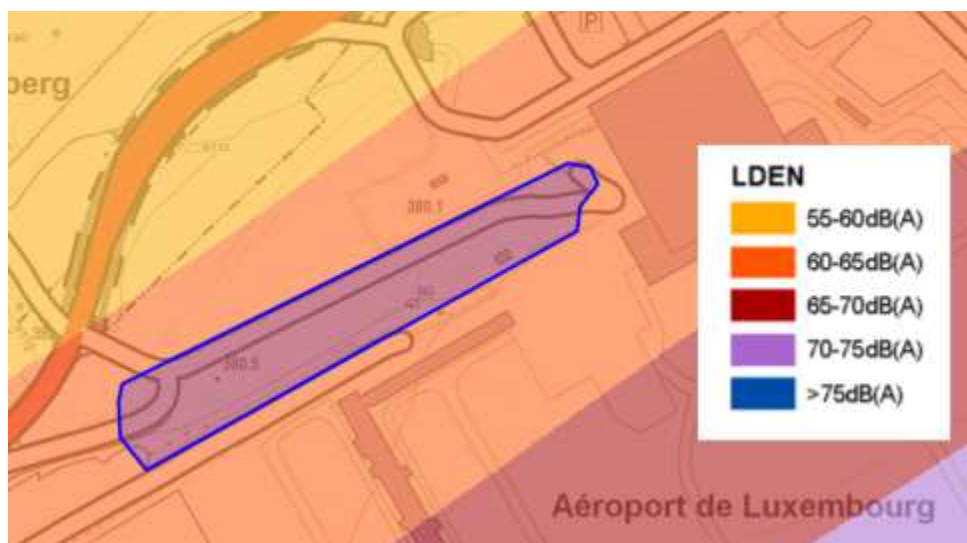 berg
P
380.1
380.5
LDEN
55-60dB(A)
60-65dB(A)
65-70dB(A)
70-75dB(A)
>75dB(A)
Aéroport de Luxembourg